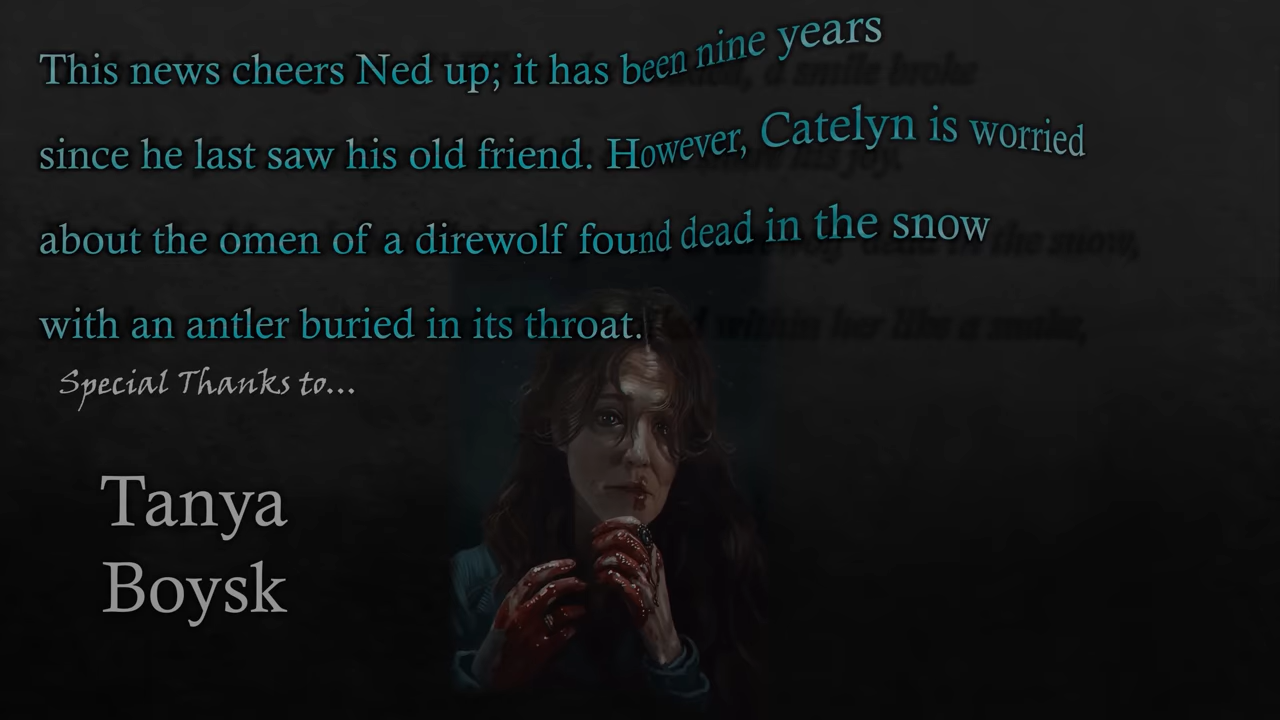 This news cheers Ned up; it has been nine years
since he last saw his old friend. However, Catelyn is worried
about the omen of a direwolf found dead in the snow
with an antler buried in its throat.
Special Thanks to...
Tanya
Boysk